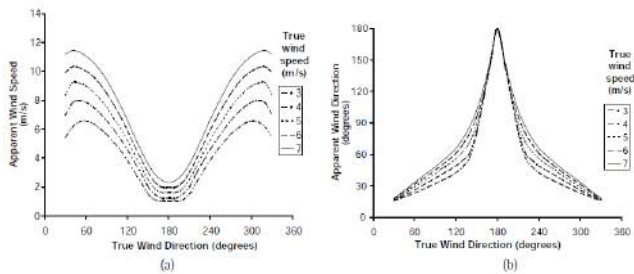 14
12
10
8
6
4
2
0
0 60 120 180 240 300 360
Apparent Wind Speed
(m/s)
True Wind Direction (degrees)
True
wind
speed
(m/s)
3
4
5
6
7
(a)
180
150
120
90
60
30
0
0 60 120 180 240 300 360
Apparent Wind Direction
(degrees)
True Wind Direction (degrees)
True
wind
speed
(m/s)
3
4
5
6
7
(b)